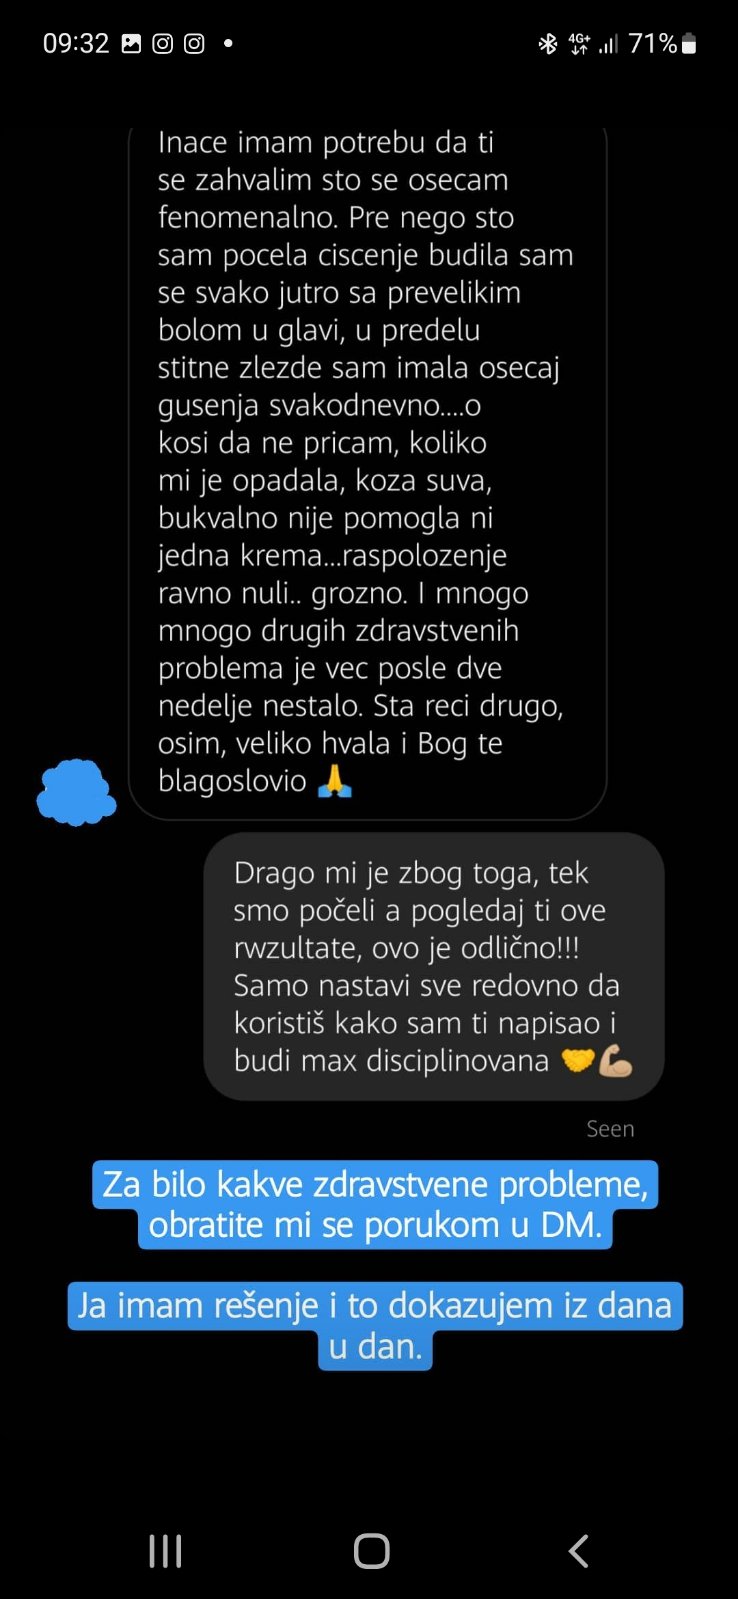 09:32
4G+
71%
Inace imam potrebu da ti
se zahvalim sto se osecam
fenomenalno. Pre nego sto
sam pocela ciscenje budila sam
se svako jutro sa prevelikim
bolom u glavi, u predelu
stitne zlezde sam imala osecaj
gusenja svakodnevno....o
kosi da ne pricam, koliko
mi je opadala, koza suva,
bukvalno nije pomogla ni
jedna krema...raspolozenje
ravno nuli.. grozno. I mnogo
mnogo drugih zdravstvenih
problema je vec posle dve
nedelje nestalo. Sta reci drugo,
osim, veliko hvala i Bog te
blagoslovio 🙏
Drago mi je zbog toga, tek
smo počeli a pogledaj ti ove
rwzultate, ovo je odlično!!!
Samo nastavi sve redovno da
koristiš kako sam ti napisao i
budi max disciplinovana 🤝💪🏼
Seen
Za bilo kakve zdravstvene probleme,
obratite mi se porukom u DM.
Ja imam rešenje i to dokazujem iz dana
u dan.